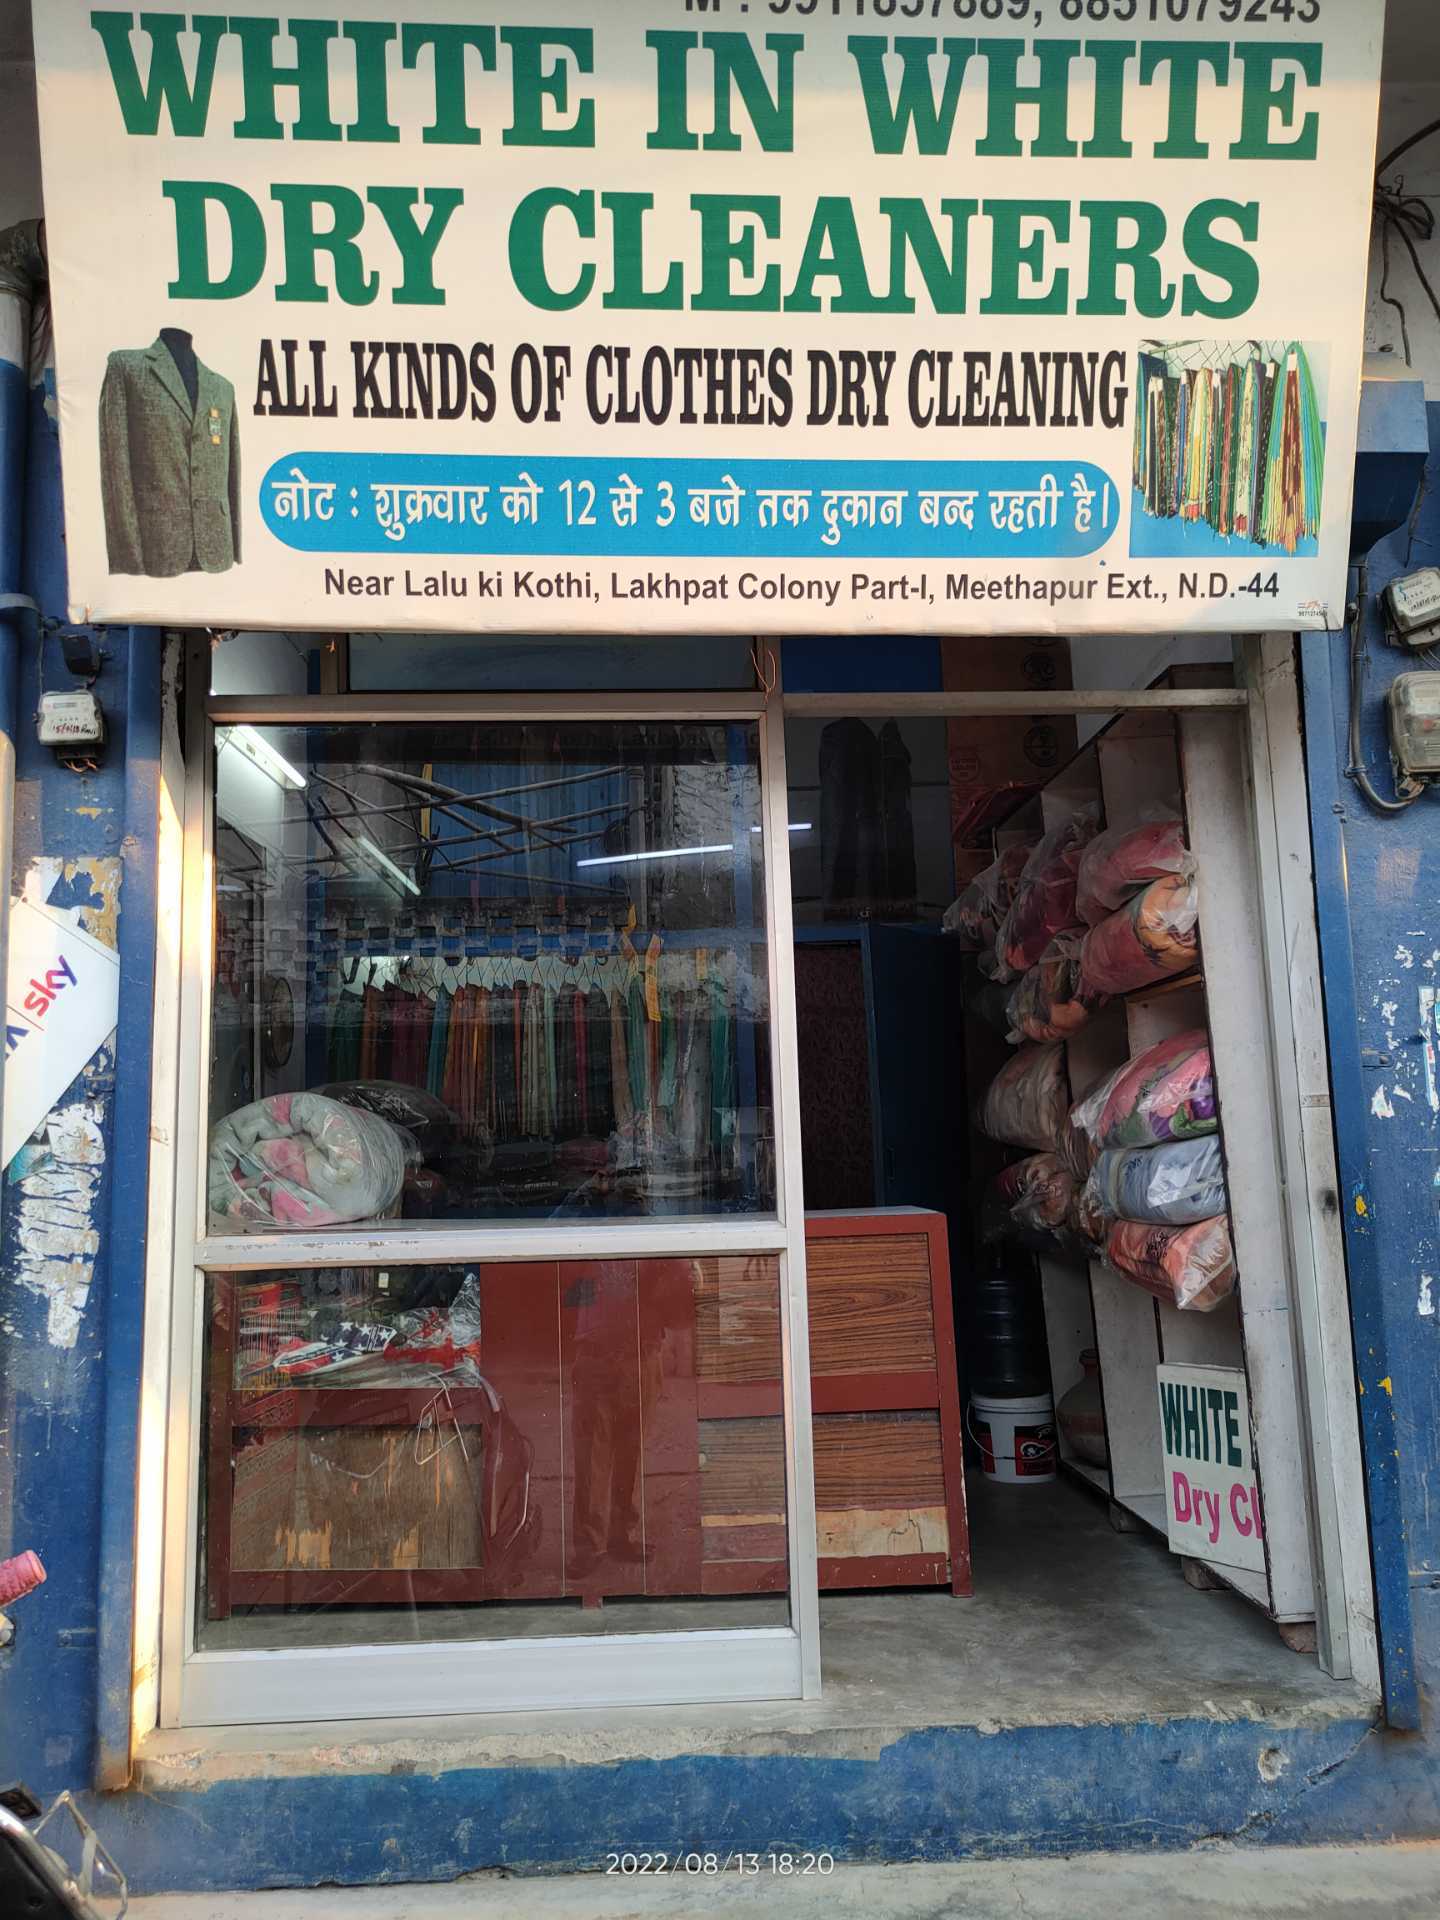 WHITE IN WHITE
DRY CLEANERS
ALL KINDS OF CLOTHES DRY CLEANING
नोट : शुक्रवार को 12 से 3 बजे तक दुकान बन्द रहती है।
Near Lalu ki Kothi, Lakhpat Colony Part-I, Meethapur Ext., N.D.-44
sky
WHITE
Dry Cl
2022/08/13 18:20